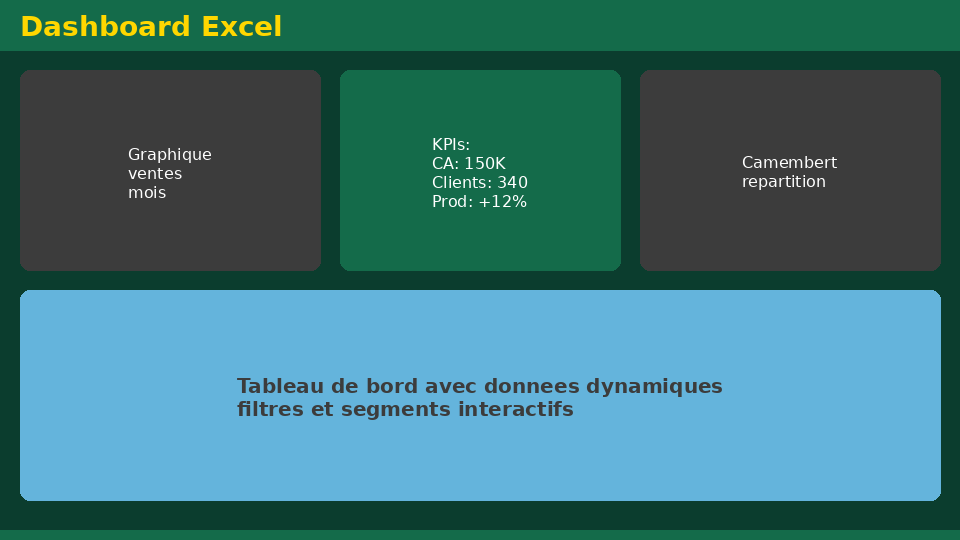 Dashboard Excel
Graphique
ventes
mois
KPIs:
CA: 150K
Clients: 340
Prod: +12%
Camembert
repartition
Tableau de bord avec donnees dynamiques
filtres et segments interactifs